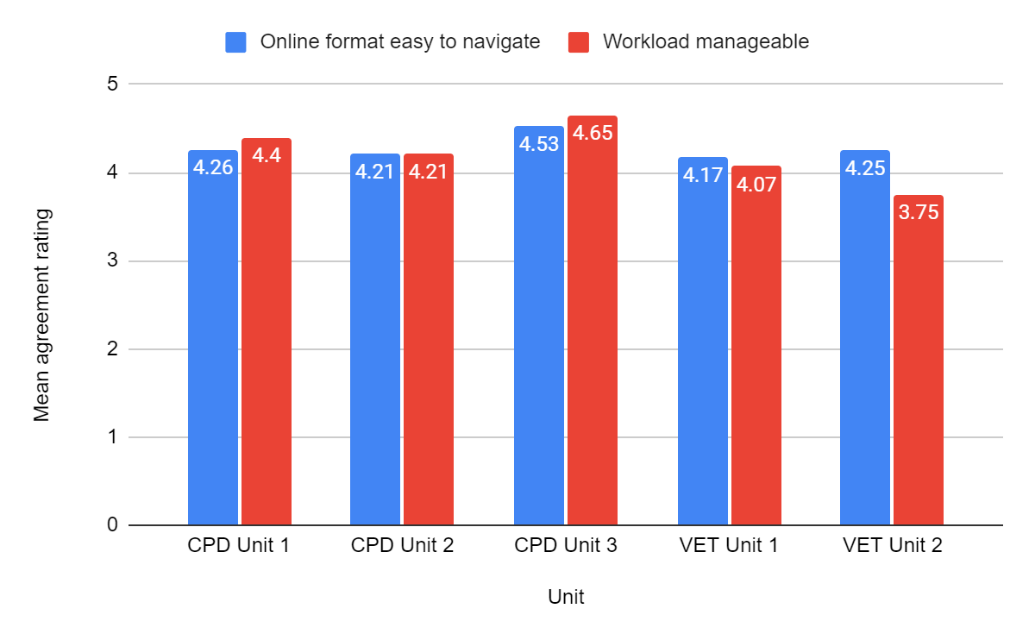 Online format easy to navigate Workload manageable
5
4
3
2
1
0
Mean agreement rating
4.26 4.4 4.21 4.21 4.53 4.65 4.17 4.07 4.25 3.75
CPD Unit 1 CPD Unit 2 CPD Unit 3 VET Unit 1 VET Unit 2
Unit